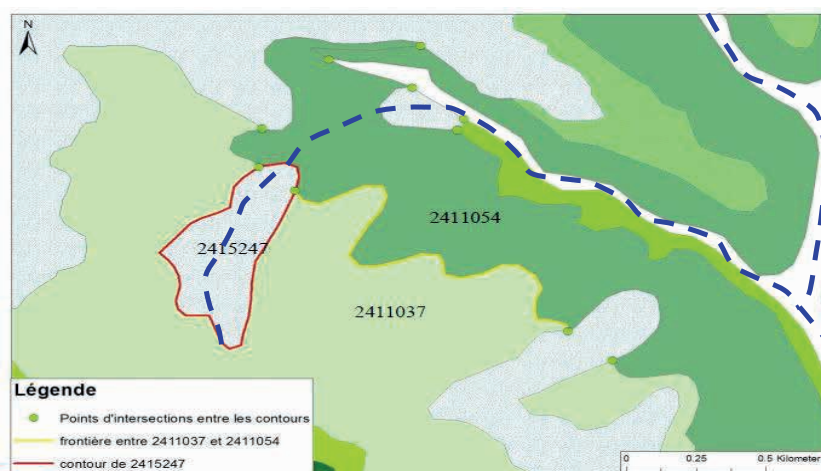 N
2411054
2415247
2411037
Légende
Points d'intersections entre les contours
frontière entre 2411037 et 2411054
contour de 2415247
0 0.25 0.5 Kilometer